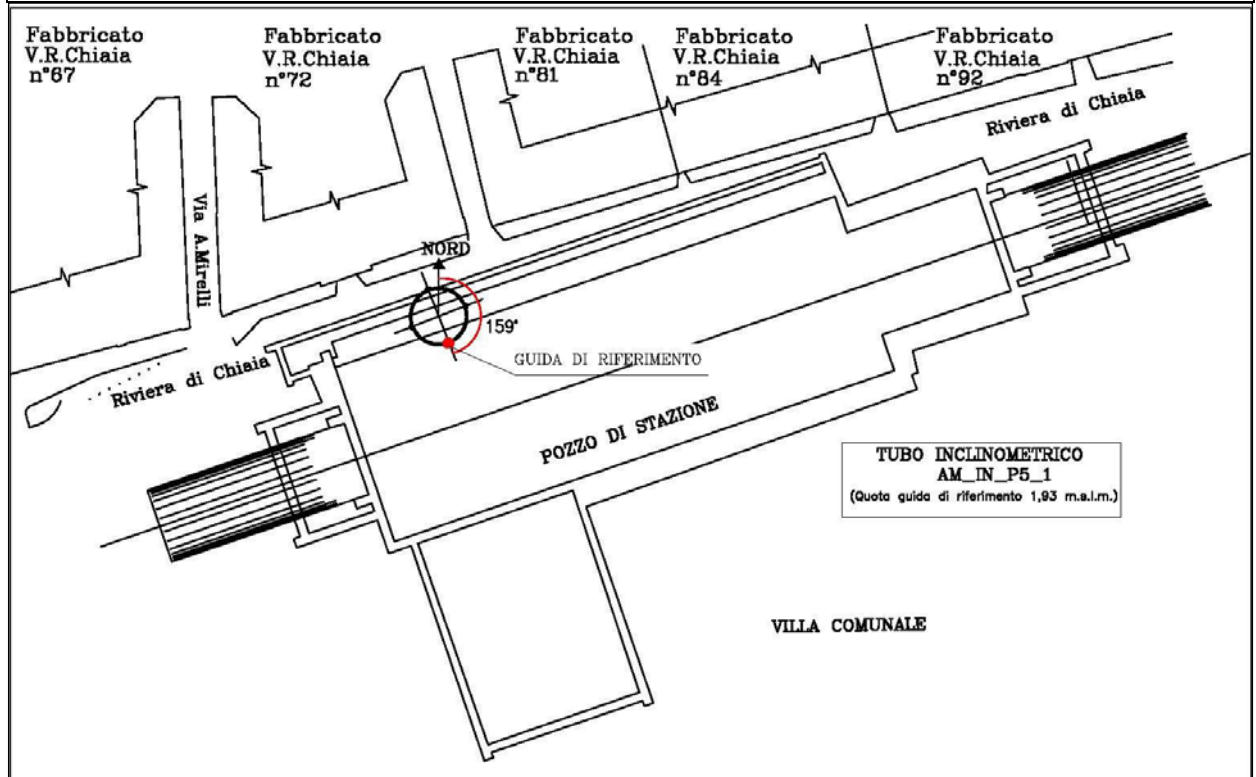 Fabbricato
V.R.Chiaia
n°67
Fabbricato
V.R.Chiaia
n°72
Fabbricato
V.R.Chiaia
n°81
Fabbricato
V.R.Chiaia
n°84
Fabbricato
V.R.Chiaia
n°92
Riviera di Chiaia
Via A.Mirelli
NORD
159°
GUIDA DI RIFERIMENTO
Riviera di Chiaia
POZZO DI STAZIONE
TUBO INCLINOMETRICO
AM_IN_P5_1
(Quota guida di riferimento 1,93 m.s.l.m.)
VILLA COMUNALE